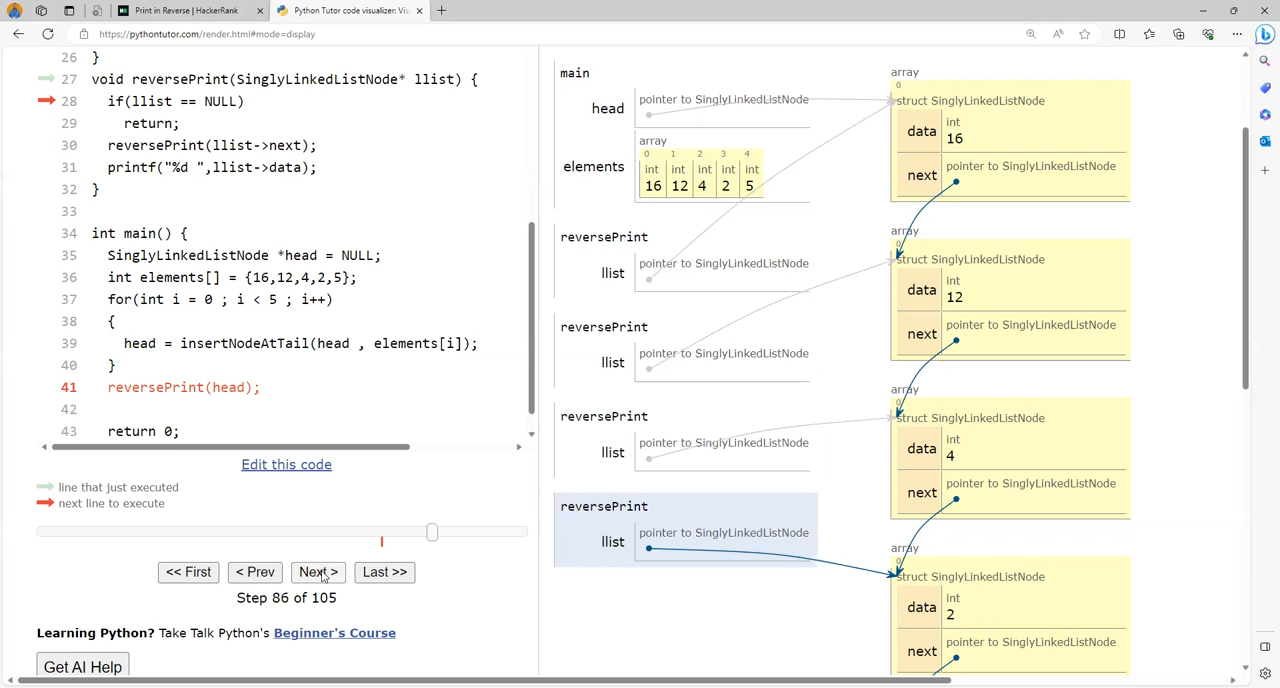 Print in Reverse | HackerRank
Python Tutor code visualizer: Vis
https://pythontutor.com/render.html#mode=display
26 }
27 void reversePrint(SinglyLinkedListNode* llist) {
28 if(llist == NULL)
29 return;
30 reversePrint(llist->next);
31 printf("%d ",llist->data);
32 }
33
34 int main() {
35 SinglyLinkedListNode *head = NULL;
36 int elements[] = {16,12,4,2,5};
37 for(int i = 0 ; i < 5 ; i++)
38 {
39 head = insertNodeAtTail(head , elements[i]);
40 }
41 reversePrint(head);
42
43 return 0;
Edit this code
line that just executed
next line to execute
<< First
< Prev
Next >
Last >>
Step 86 of 105
Learning Python? Take Talk Python's Beginner's Course
Get AI Help
main
head
pointer to SinglyLinkedListNode
elements
array
0 1 2 3 4
int int int int int
16 12 4 2 5
reversePrint
llist
pointer to SinglyLinkedListNode
reversePrint
llist
pointer to SinglyLinkedListNode
reversePrint
llist
pointer to SinglyLinkedListNode
reversePrint
llist
pointer to SinglyLinkedListNode
array
0
struct SinglyLinkedListNode
data
int
16
next
pointer to SinglyLinkedListNode
array
0
struct SinglyLinkedListNode
data
int
12
next
pointer to SinglyLinkedListNode
array
0
struct SinglyLinkedListNode
data
int
4
next
pointer to SinglyLinkedListNode
array
struct SinglyLinkedListNode
data
int
2
next
pointer to SinglyLinkedListNode